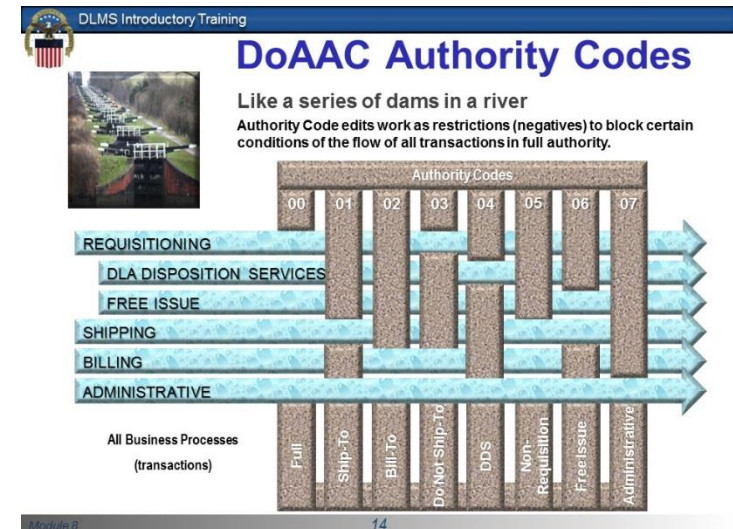 DLMS Introductory Training
DoAAC Authority Codes
Like a series of dams in a river
Authority Code edits work as restrictions (negatives) to block certain
conditions of the flow of all transactions in full authority.
Authority Codes
00 01 02 03 04 05 06 07
REQUISITIONING
DLA DISPOSITION SERVICES
FREE ISSUE
SHIPPING
BILLING
ADMINISTRATIVE
All Business Processes
(transactions)
Full
Ship-To
Bill-To
Do Not Ship-To
DDS
Non-
Requisition
Free Issue
Administrative
Module 8
14